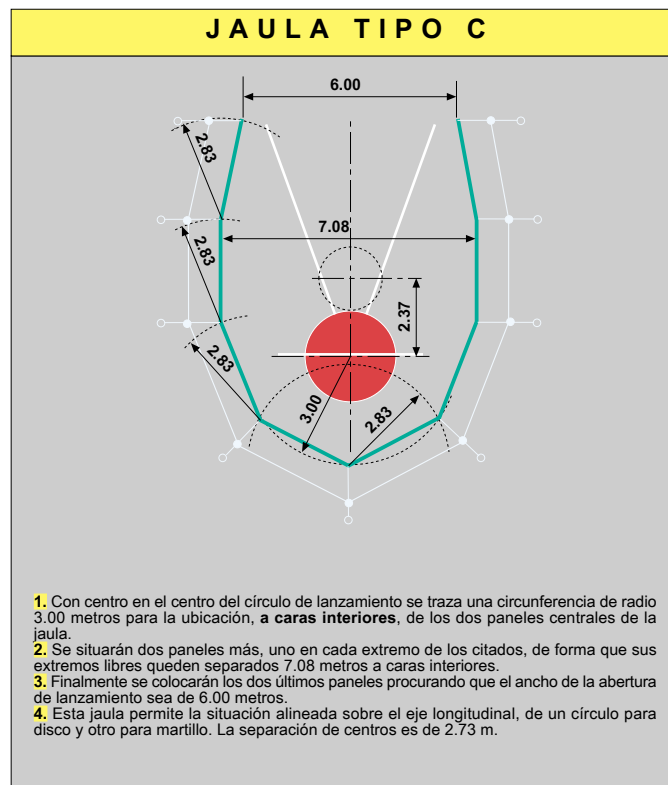 JAULA TIPO C
6.00
2.83
7.08
2.83
2.37
2.83
3.00
2.83
1. Con centro en el centro del círculo de lanzamiento se traza una circunferencia de radio
3.00 metros para la ubicación, a caras interiores, de los dos paneles centrales de la
jaula.
2. Se situarán dos paneles más, uno en cada extremo de los citados, de forma que sus
extremos libres queden separados 7.08 metros a caras interiores.
3. Finalmente se colocarán los dos últimos paneles procurando que el ancho de la abertura
de lanzamiento sea de 6.00 metros.
4. Esta jaula permite la situación alineada sobre el eje longitudinal, de un círculo para
disco y otro para martillo. La separación de centros es de 2.73 m.